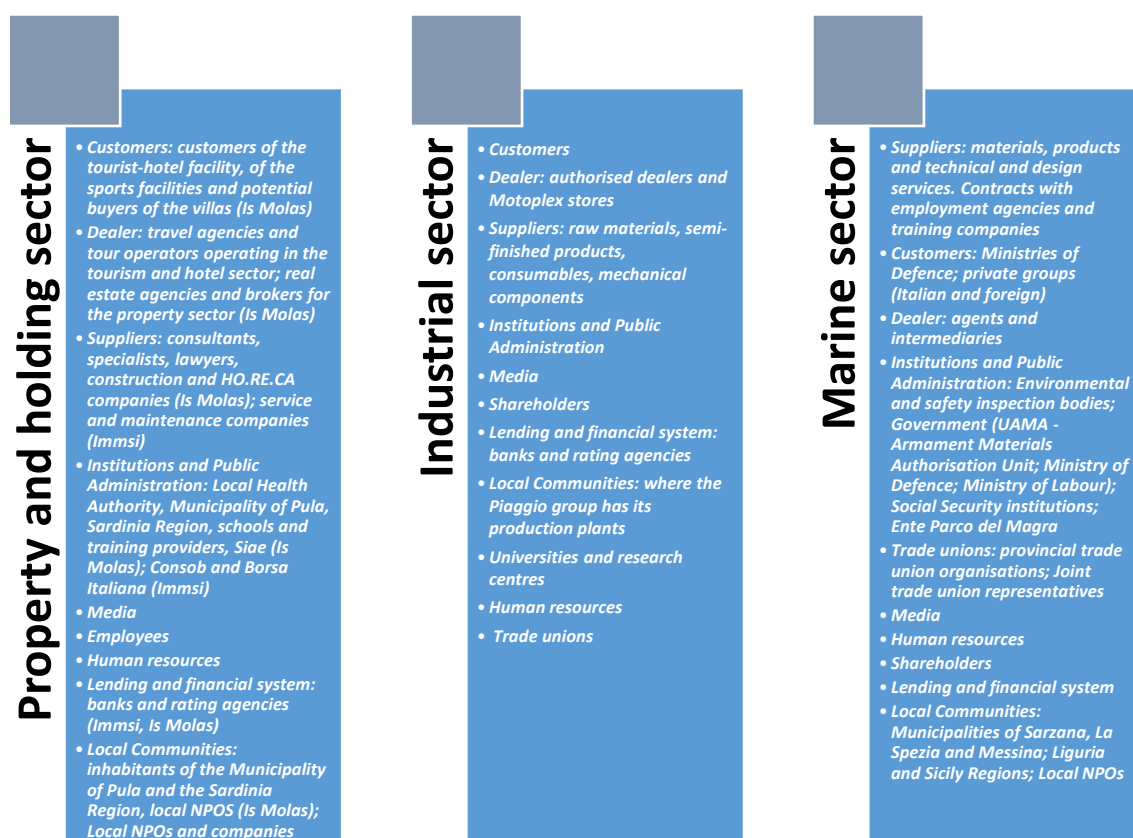 Property and holding sector
• Customers: customers of the
tourist-hotel facility, of the
sports facilities and potential
buyers of the villas (Is Molas)
• Dealer: travel agencies and
tour operators operating in the
tourism and hotel sector; real
estate agencies and brokers for
the property sector (Is Molas)
• Suppliers: consultants,
specialists, lawyers,
construction and HO.RE.CA
companies (Is Molas); service
and maintenance companies
(Immsi)
• Institutions and Public
Administration: Local Health
Authority, Municipality of Pula,
Sardinia Region, schools and
training providers, Siae (Is
Molas); Consob and Borsa
Italiana (Immsi)
• Media
• Employees
• Human resources
• Lending and financial system:
banks and rating agencies
(Immsi, Is Molas)
• Local Communities:
inhabitants of the Municipality
of Pula and the Sardinia
Region, local NPOS (Is Molas);
Local NPOs and companies
Industrial sector
• Customers
• Dealer: authorised dealers and
Motoplex stores
• Suppliers: raw materials, semi-
finished products,
consumables, mechanical
components
• Institutions and Public
Administration
• Media
• Shareholders
• Lending and financial system:
banks and rating agencies
• Local Communities: where the
Piaggio group has its
production plants
• Universities and research
centres
• Human resources
• Trade unions
Marine sector
• Suppliers: materials, products
and technical and design
services. Contracts with
employment agencies and
training companies
• Customers: Ministries of
Defence; private groups
(Italian and foreign)
• Dealer: agents and
intermediaries
• Institutions and Public
Administration: Environmental
and safety inspection bodies;
Government (UAMA -
Armament Materials
Authorisation Unit; Ministry of
Defence; Ministry of Labour);
Social Security institutions;
Ente Parco del Magra
• Trade unions: provincial trade
union organisations; Joint
trade union representatives
• Media
• Human resources
• Shareholders
• Lending and financial system
• Local Communities:
Municipalities of Sarzana, La
Spezia and Messina; Liguria
and Sicily Regions; Local NPOs